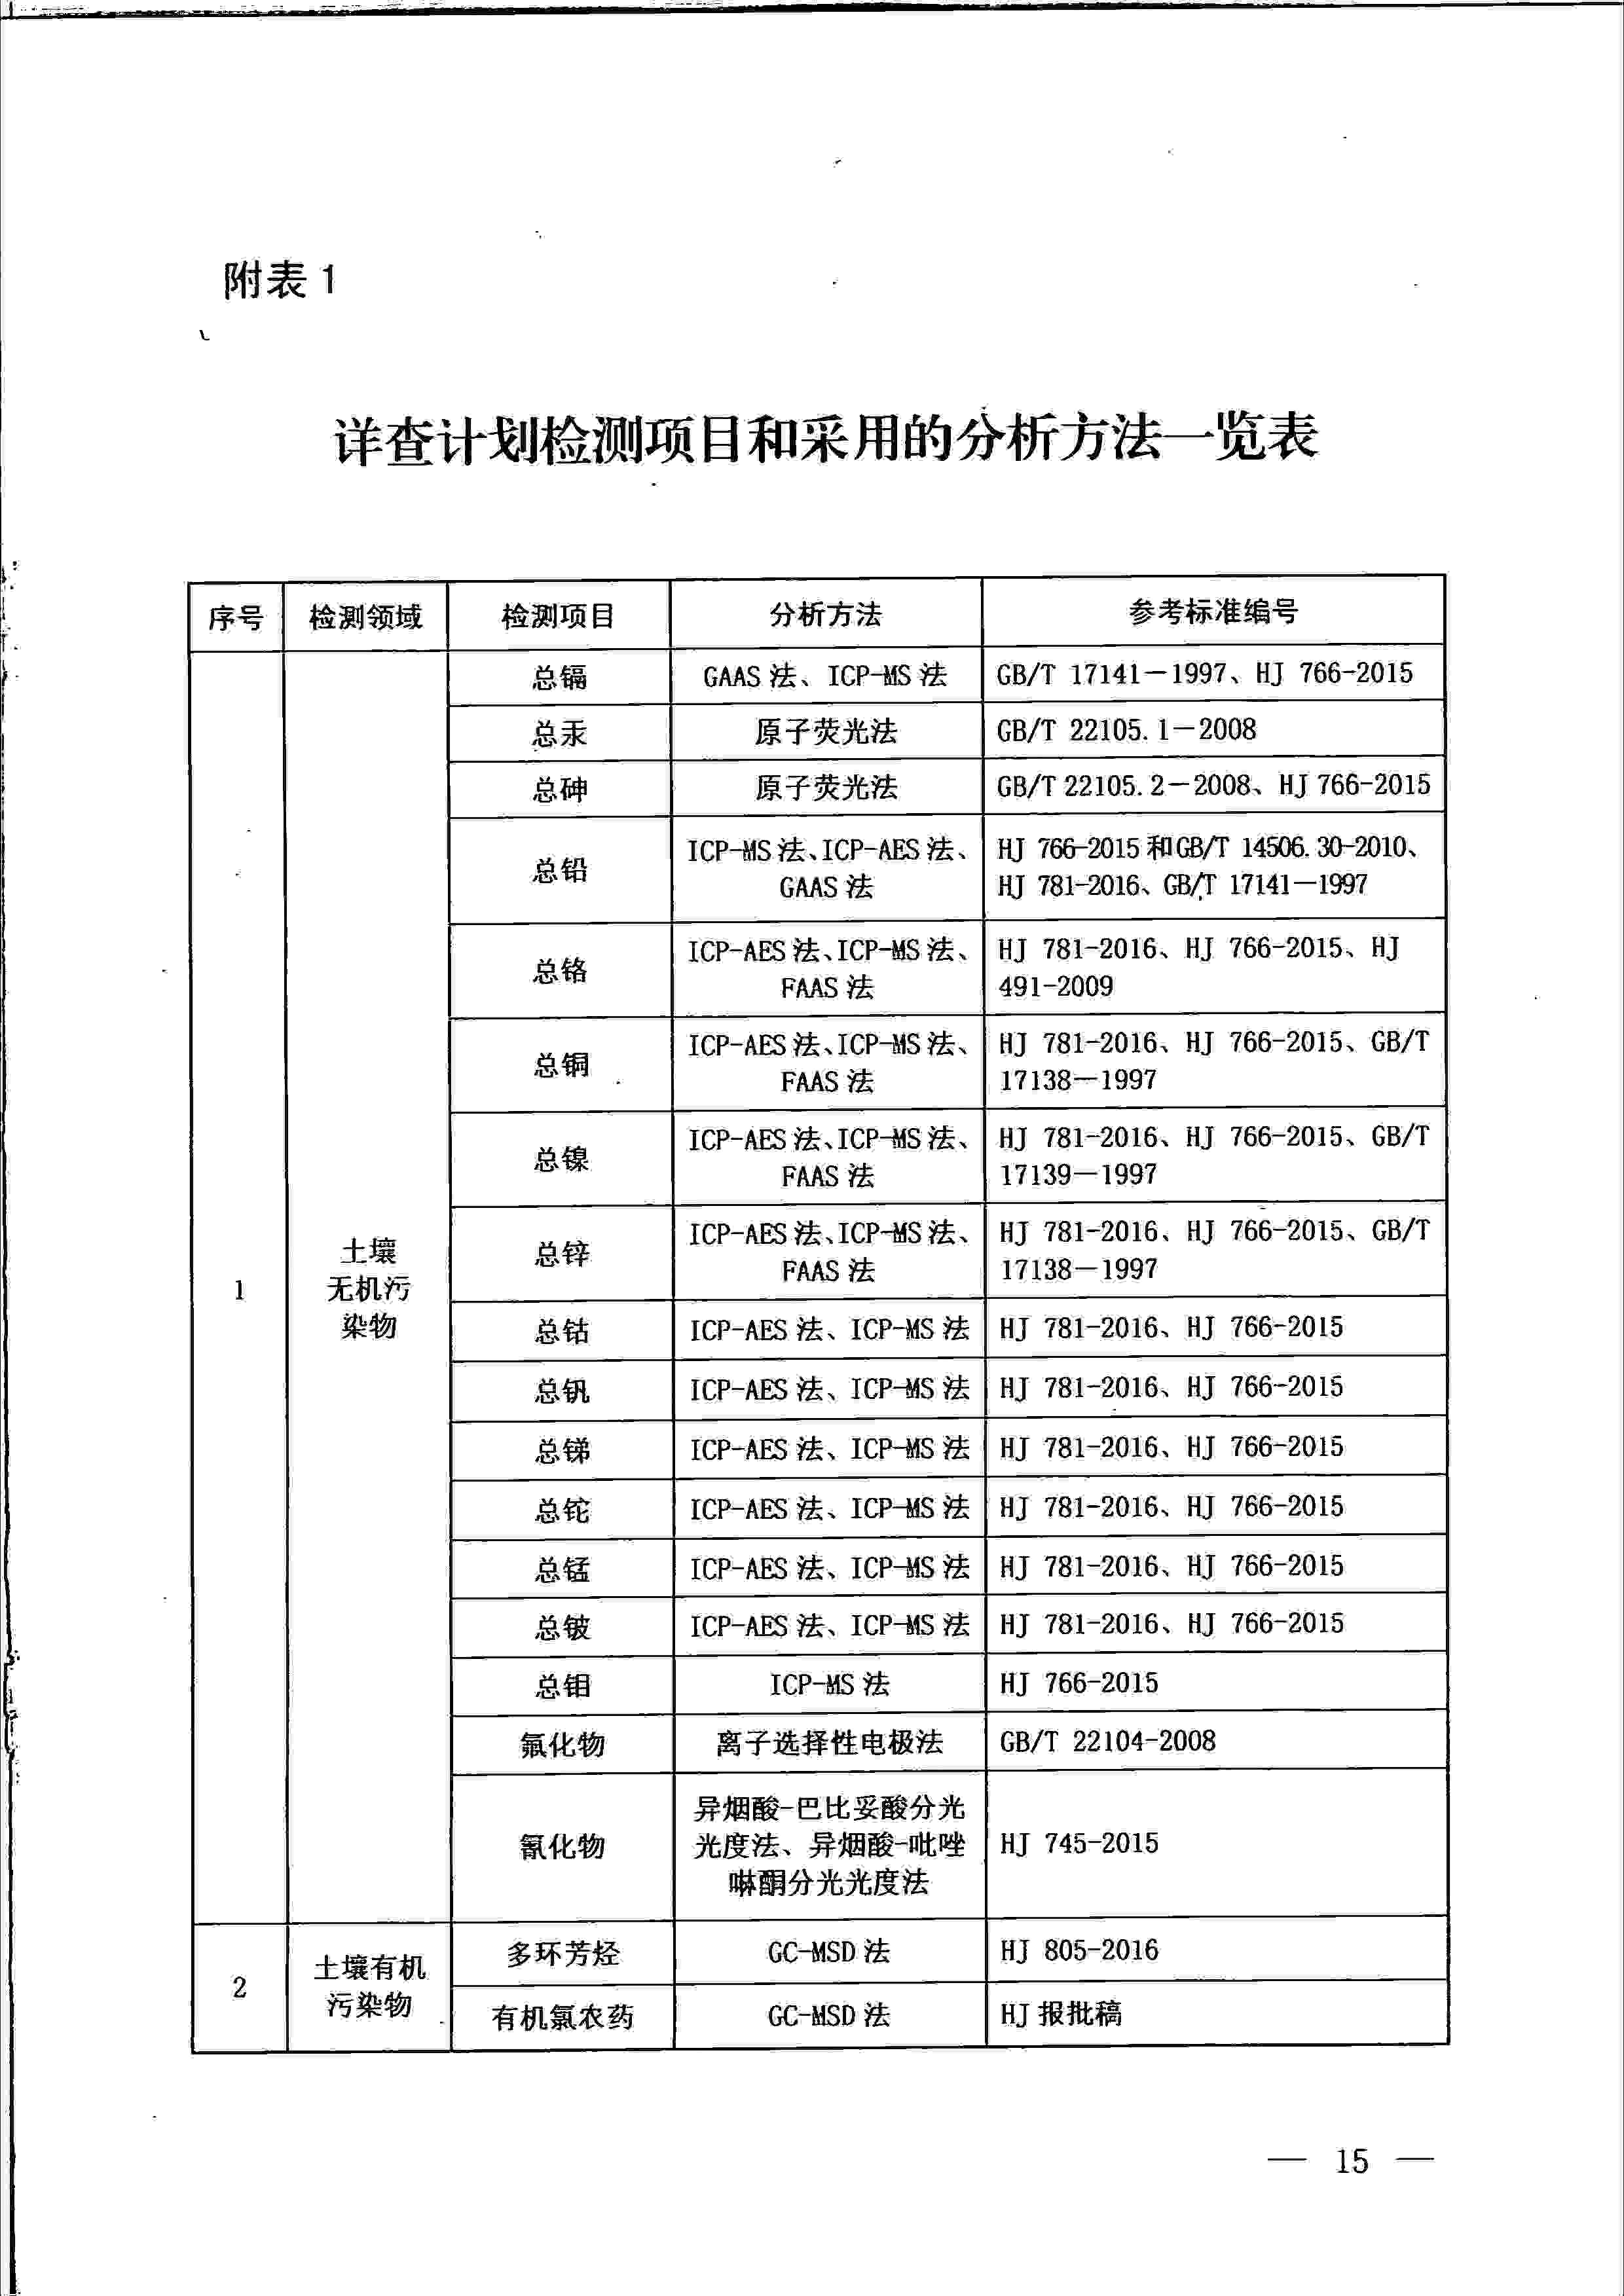 附表 1
详查计划检测项目和采用的分析方法一览表
序号 检测领域 检测项目 分析方法 参考标准编号
总镉 GAAS 法、ICP-MS 法 GB/T 17141—1997、HJ 766-2015
总汞 原子荧光法 GB/T 22105.1—2008
总砷 原子荧光法 GB/T 22105.2—2008、HJ 766-2015
总铅
ICP-MS 法、ICP-AES 法、
GAAS 法
HJ 766-2015 和 GB/T 14506.30-2010、
HJ 781-2016、GB/T 17141—1997
总铬
ICP-AES 法、ICP-MS 法、
FAAS 法
HJ 781-2016、HJ 766-2015、HJ
491-2009
总铜
ICP-AES 法、ICP-MS 法、
FAAS 法
HJ 781-2016、HJ 766-2015、GB/T
17138—1997
总镍
ICP-AES 法、ICP-MS 法、
FAAS 法
HJ 781-2016、HJ 766-2015、GB/T
17139—1997
1
土壤
无机污
染物
总锌
ICP-AES 法、ICP-MS 法、
FAAS 法
HJ 781-2016、HJ 766-2015、GB/T
17138—1997
总钴 ICP-AES 法、ICP-MS 法 HJ 781-2016、HJ 766-2015
总钒 ICP-AES 法、ICP-MS 法 HJ 781-2016、HJ 766-2015
总锑 ICP-AES 法、ICP-MS 法 HJ 781-2016、HJ 766-2015
总铊 ICP-AES 法、ICP-MS 法 HJ 781-2016、HJ 766-2015
总锰 ICP-AES 法、ICP-MS 法 HJ 781-2016、HJ 766-2015
总铍 ICP-AES 法、ICP-MS 法 HJ 781-2016、HJ 766-2015
总钼 ICP-MS 法 HJ 766-2015
氟化物 离子选择性电极法 GB/T 22104-2008
氰化物
异烟酸-巴比妥酸分光
光度法、异烟酸-吡唑
啉酮分光光度法
HJ 745-2015
2
土壤有机
污染物
多环芳烃 GC-MSD 法 HJ 805-2016
有机氯农药 GC-MSD 法 HJ 报批稿
— 15 —